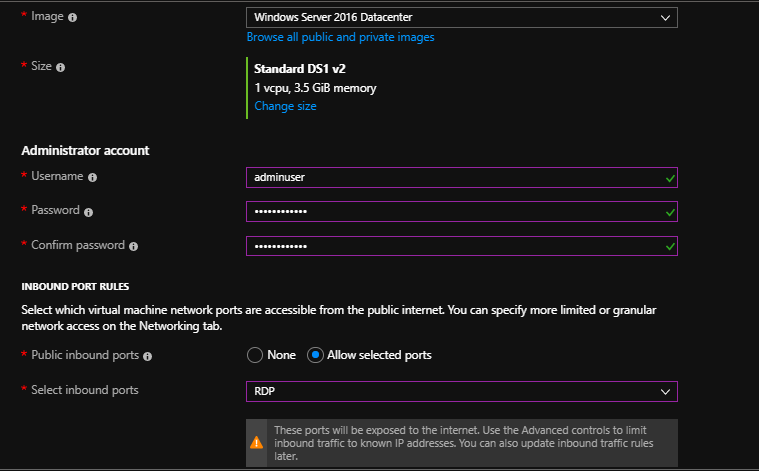 * Image
Windows Server 2016 Datacenter
Browse all public and private images
* Size
Standard DS1 v2
1 vcpu, 3.5 GiB memory
Change size
Administrator account
* Username
adminuser
* Password
••••••••••••
* Confirm password
••••••••••••
INBOUND PORT RULES
Select which virtual machine network ports are accessible from the public internet. You can specify more limited or granular
network access on the Networking tab.
* Public inbound ports
None
Allow selected ports
* Select inbound ports
RDP
These ports will be exposed to the internet. Use the Advanced controls to limit
inbound traffic to known IP addresses. You can also update inbound traffic rules
later.